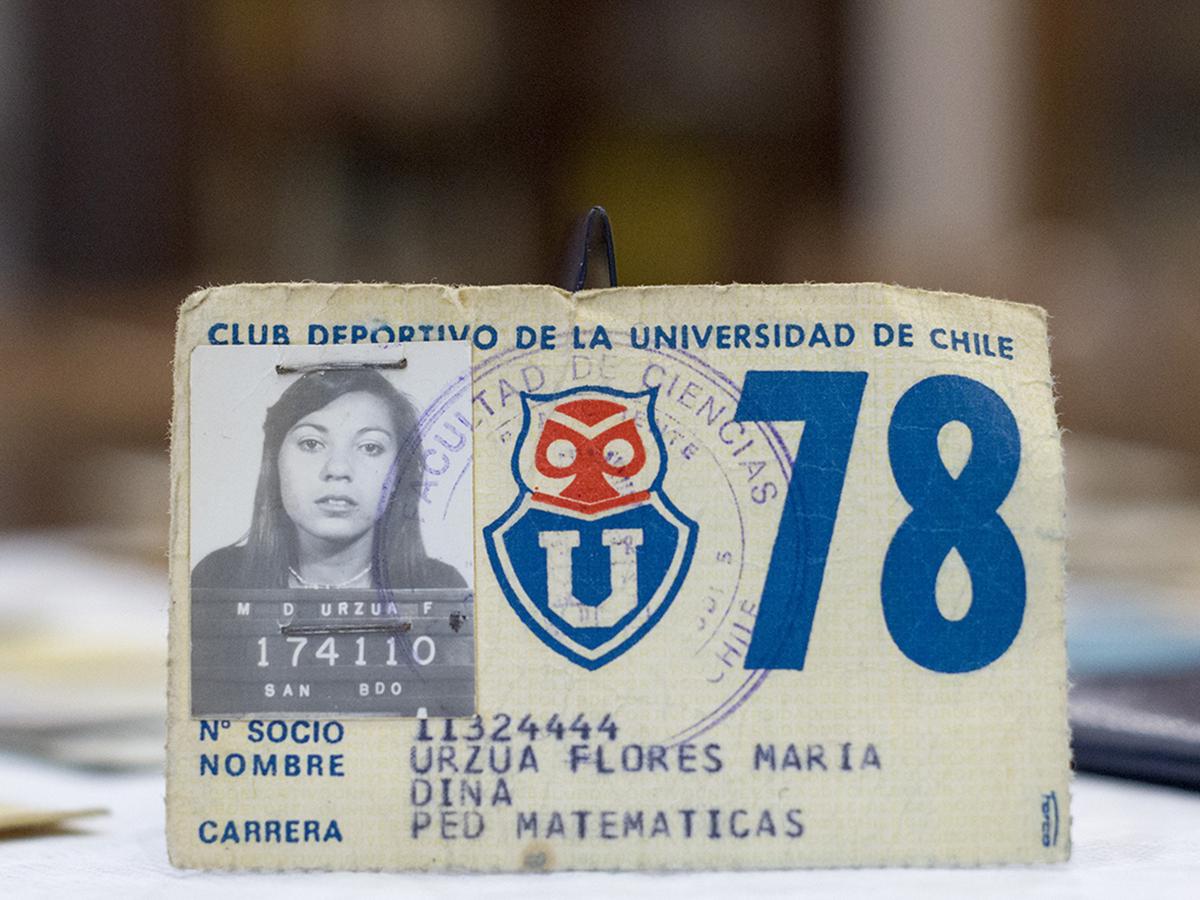 CLUB DEPORTIVO DE LA UNIVERSIDAD DE CHILE
FACULTAD DE CIENCIAS
CHILE
U
78
M D URZUA F
174110
SAN BDO
Nº SOCIO 11324444
NOMBRE URZUA FLORES MARIA
DINA
CARRERA PED MATEMATICAS